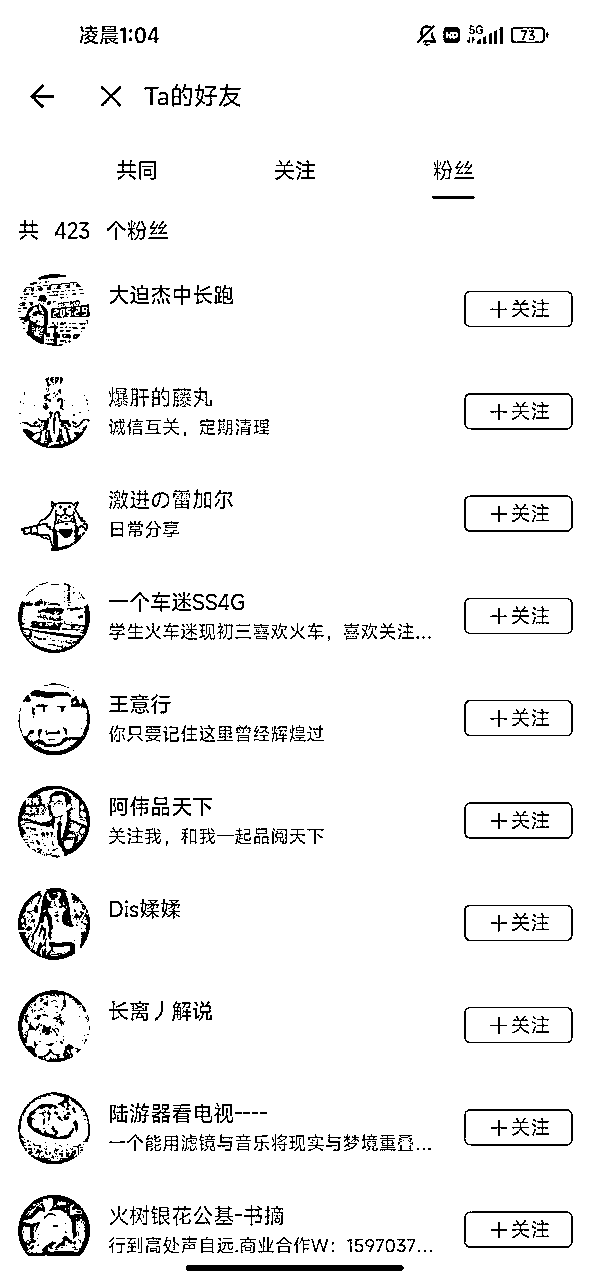 凌晨1:04
HD 5G 73
Ta的好友
共同 关注 粉丝
共 423 个粉丝
大迫杰中长跑
+关注
爆肝的藤丸
诚信互关，定期清理
+关注
激进の雷加尔
日常分享
+关注
一个车迷SS4G
学生火车迷现初三喜欢火车，喜欢关注...
+关注
王意行
你只要记住这里曾经辉煌过
+关注
阿伟品天下
关注我，和我一起品阅天下
+关注
Dis媃媃
+关注
长离丿解说
+关注
陆游器看电视----
一个能用滤镜与音乐将现实与梦境重叠...
+关注
火树银花公基-书摘
行到高处声自远.商业合作W：1597037...
+关注